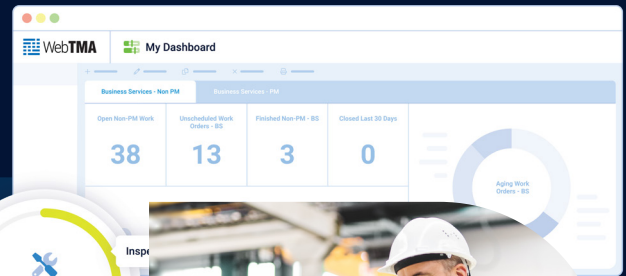 WebTMA
My Dashboard
Business Services - Non PM
Business Services - PM
Open Non-PM Work
Unscheduled Work
Orders - BS
Finished Non-PM - BS
Closed Last 30 Days
38
13
3
0
Aging Work
Orders - BS
Inspe